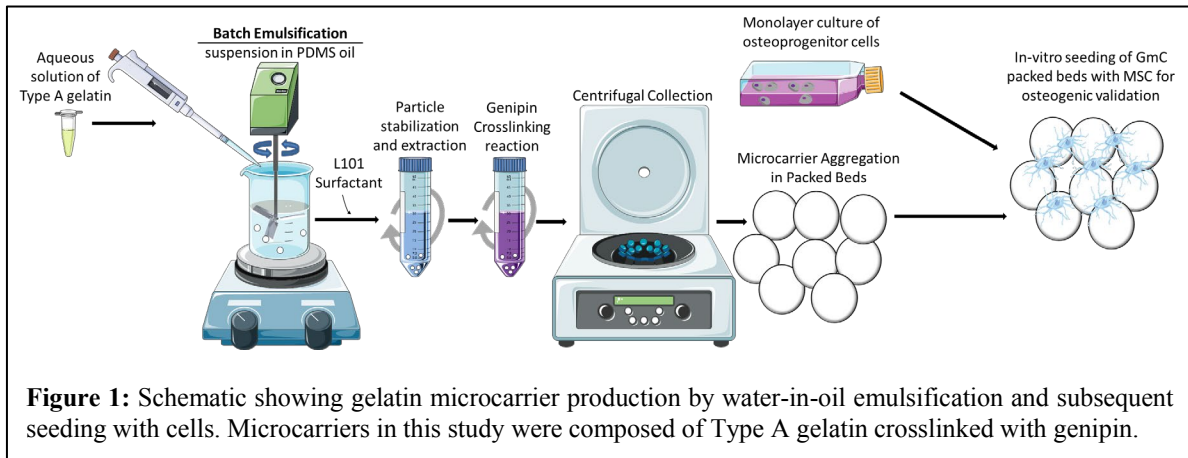 Aqueous
solution of
Type A gelatin
Batch Emulsification
suspension in PDMS oil
L101
Surfactant
Particle
stabilization
and extraction
Genipin
Crosslinking
reaction
Centrifugal Collection
Monolayer culture of
osteoprogenitor cells
Microcarrier Aggregation
in Packed Beds
In-vitro seeding of GmC
packed beds with MSC for
osteogenic validation
Figure 1: Schematic showing gelatin microcarrier production by water-in-oil emulsification and subsequent
seeding with cells. Microcarriers in this study were composed of Type A gelatin crosslinked with genipin.